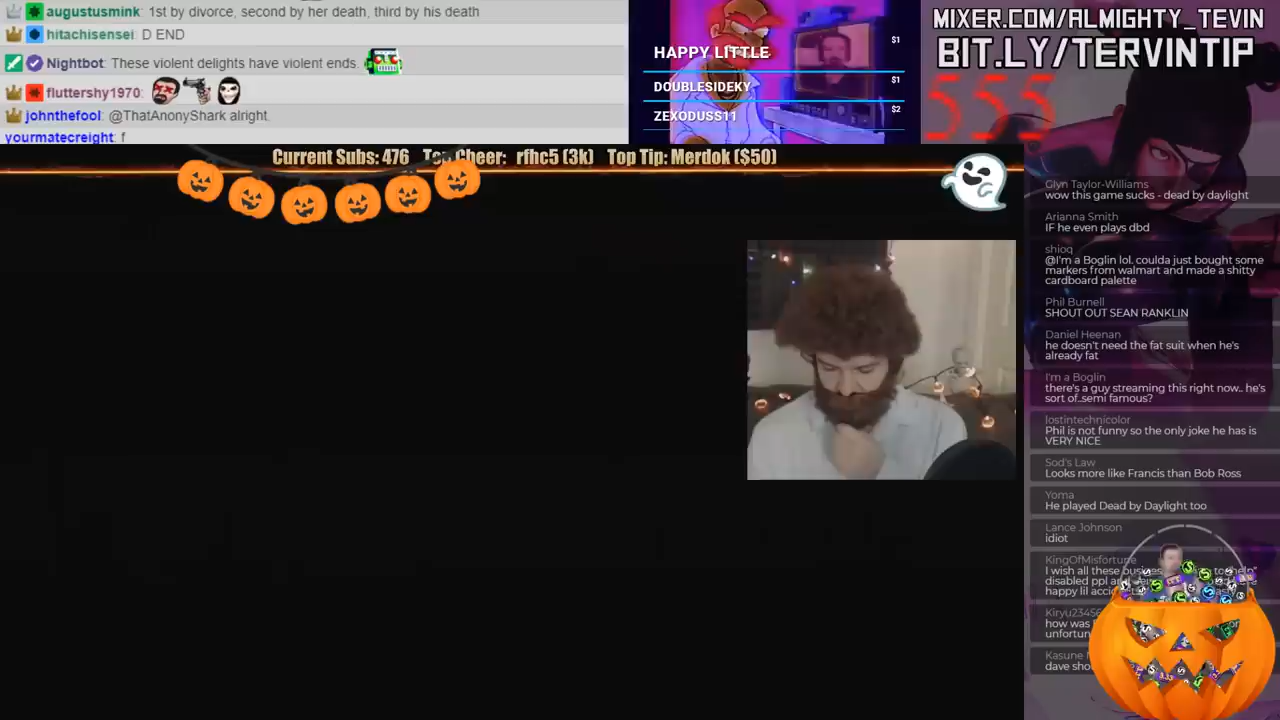 augustusmink: 1st by divorce, second by her death, third by his death
hitachisensei: D END
Nightbot: These violent delights have violent ends.
fluttershy1970:
johnthefool: @ThatAnonyShark alright.
yourmatecreight: f
HAPPY LITTLE
$1
DOUBLESIDEKY
$1
ZEXODUSS11
$2
MIXER.COM/ALMIGHTY_TEVIN
BIT.LY/TERVINTIP
555
Current Subs: 476 Top Cheer: rfhc5 (3k) Top Tip: Merdok ($50)
Glyn Taylor-Williams
wow this game sucks - dead by daylight
Arianna Smith
IF he even plays dbd
shioq
@I'm a Boglin lol. coulda just bought some
markers from walmart and made a shitty
cardboard palette
Phil Burnell
SHOUT OUT SEAN RANKLIN
Daniel Heenan
he doesn't need the fat suit when he's
already fat
I'm a Boglin
there's a guy streaming this right now.. he's
sort of..semi famous?
lostintechnicolor
Phil is not funny so the only joke he has is
VERY NICE
Sod's Law
Looks more like Francis than Bob Ross
Yoma
He played Dead by Daylight too
Lance Johnson
idiot
KingOfMisfortune
I wish all these
disabled ppl
happy lil
Kiryu23456
how was
Kasune
dave